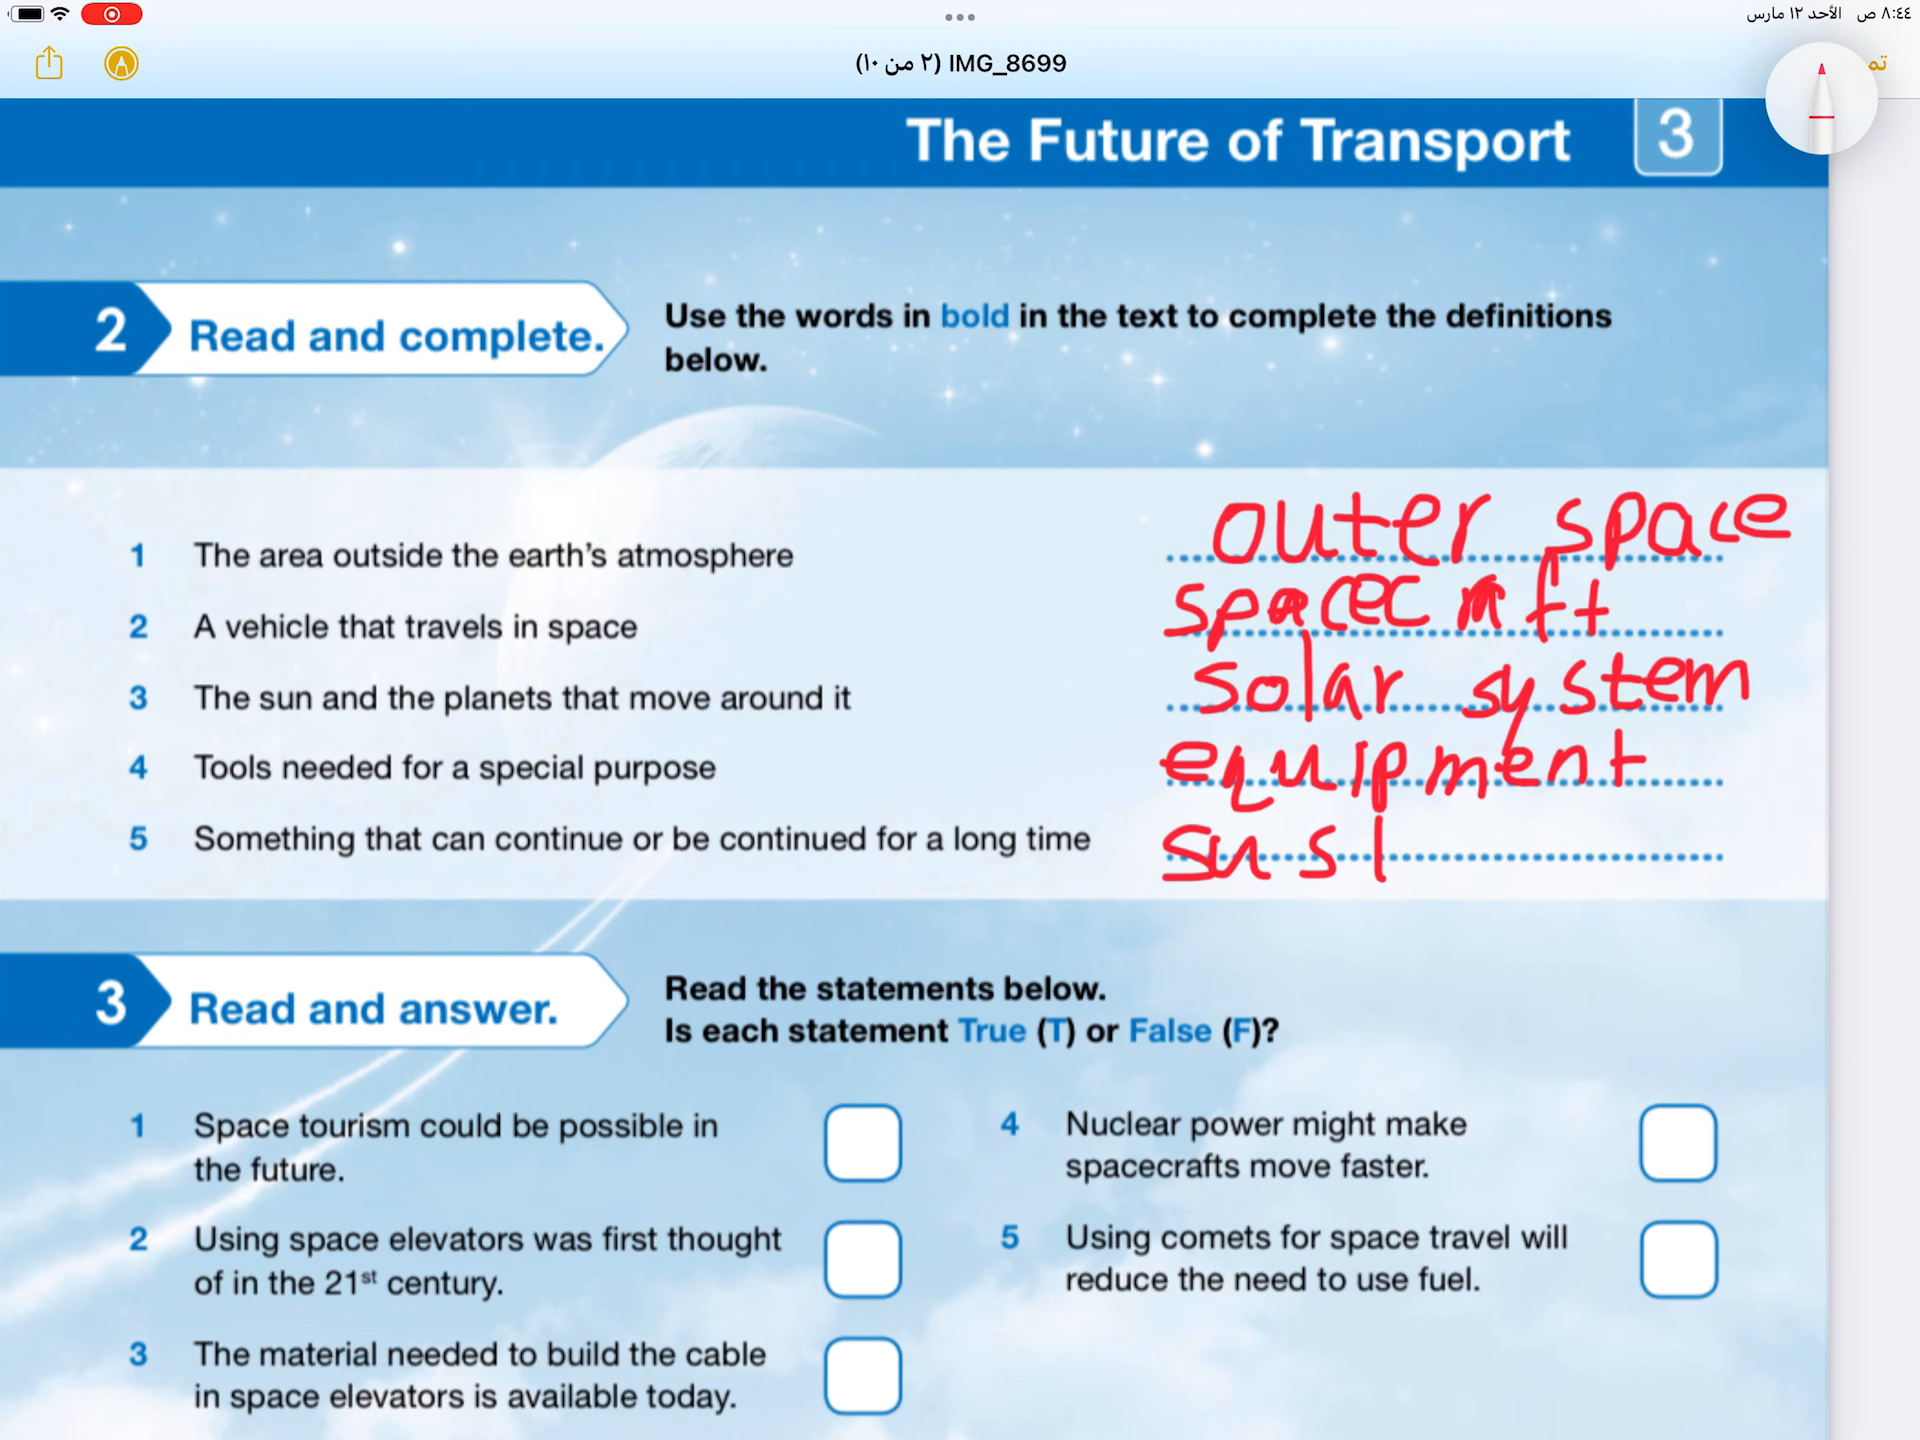 ٨:٤٤ ص الأحد ١٢ مارس
IMG_8699 (٢ من ١٠)
تم
The Future of Transport 3
2 Read and complete. Use the words in bold in the text to complete the definitions
below.
1 The area outside the earth's atmosphere outer space
2 A vehicle that travels in space spacecraft
3 The sun and the planets that move around it solar system
4 Tools needed for a special purpose equipment
5 Something that can continue or be continued for a long time susl
3 Read and answer. Read the statements below.
Is each statement True (T) or False (F)?
1 Space tourism could be possible in
the future.
2 Using space elevators was first thought
of in the 21st century.
3 The material needed to build the cable
in space elevators is available today.
4 Nuclear power might make
spacecrafts move faster.
5 Using comets for space travel will
reduce the need to use fuel.